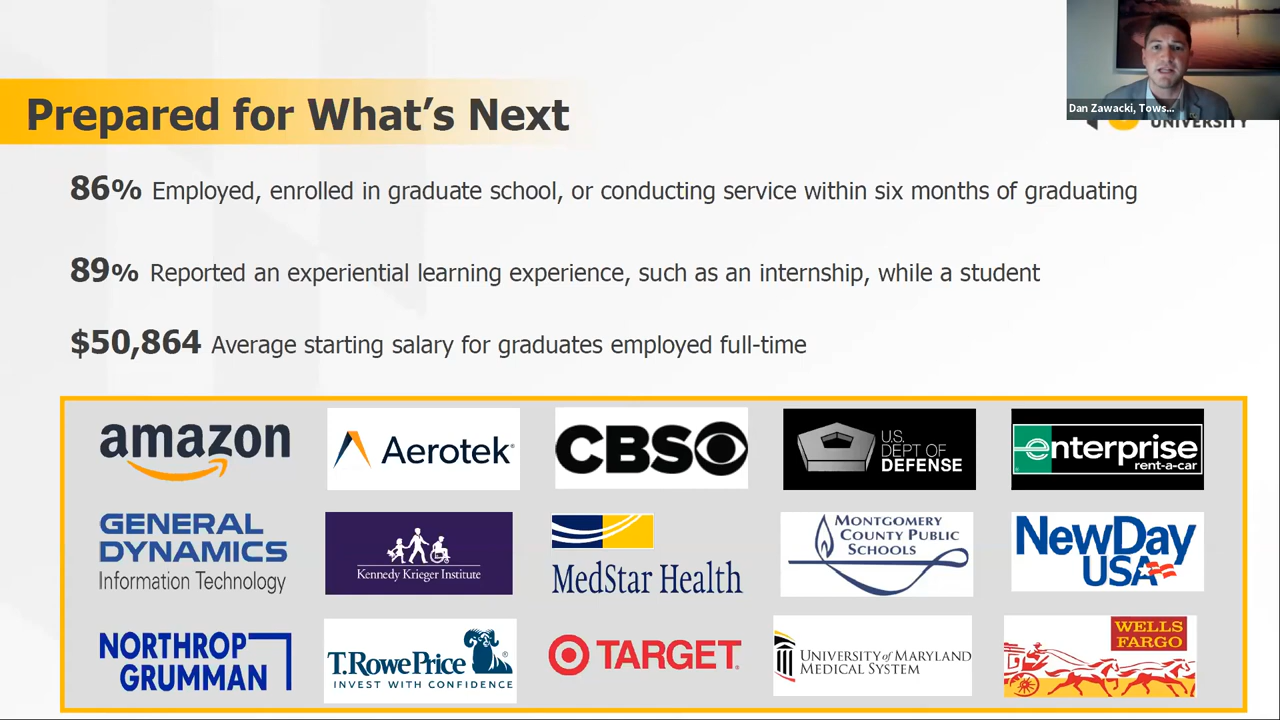 Dan Zawacki, Tows...
UNIVERSITY
Prepared for What's Next
86% Employed, enrolled in graduate school, or conducting service within six months of graduating
89% Reported an experiential learning experience, such as an internship, while a student
$50,864 Average starting salary for graduates employed full-time
amazon
Aerotek®
CBS
U.S.
DEPT OF
DEFENSE
enterprise
rent-a-car
GENERAL
DYNAMICS
Information Technology
Kennedy Krieger Institute
MedStar Health
MONTGOMERY
COUNTY PUBLIC
SCHOOLS
NewDay
USA
NORTHROP
GRUMMAN
T.RowePrice
INVEST WITH CONFIDENCE
TARGET
UNIVERSITY of MARYLAND
MEDICAL SYSTEM
WELLS
FARGO